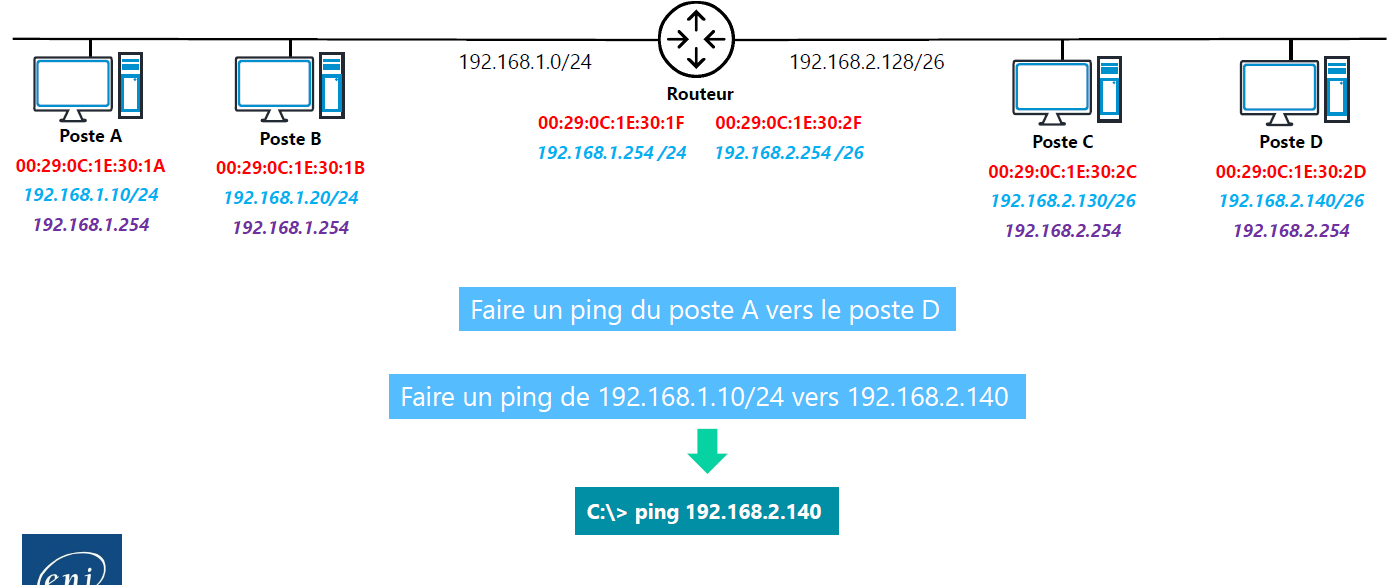 192.168.1.0/24
192.168.2.128/26
Routeur
00:29:0C:1E:30:1F
00:29:0C:1E:30:2F
192.168.1.254 /24
192.168.2.254 /26
Poste A
00:29:0C:1E:30:1A
192.168.1.10/24
192.168.1.254
Poste B
00:29:0C:1E:30:1B
192.168.1.20/24
192.168.1.254
Poste C
00:29:0C:1E:30:2C
192.168.2.130/26
192.168.2.254
Poste D
00:29:0C:1E:30:2D
192.168.2.140/26
192.168.2.254
Faire un ping du poste A vers le poste D
Faire un ping de 192.168.1.10/24 vers 192.168.2.140
C:\> ping 192.168.2.140
eni